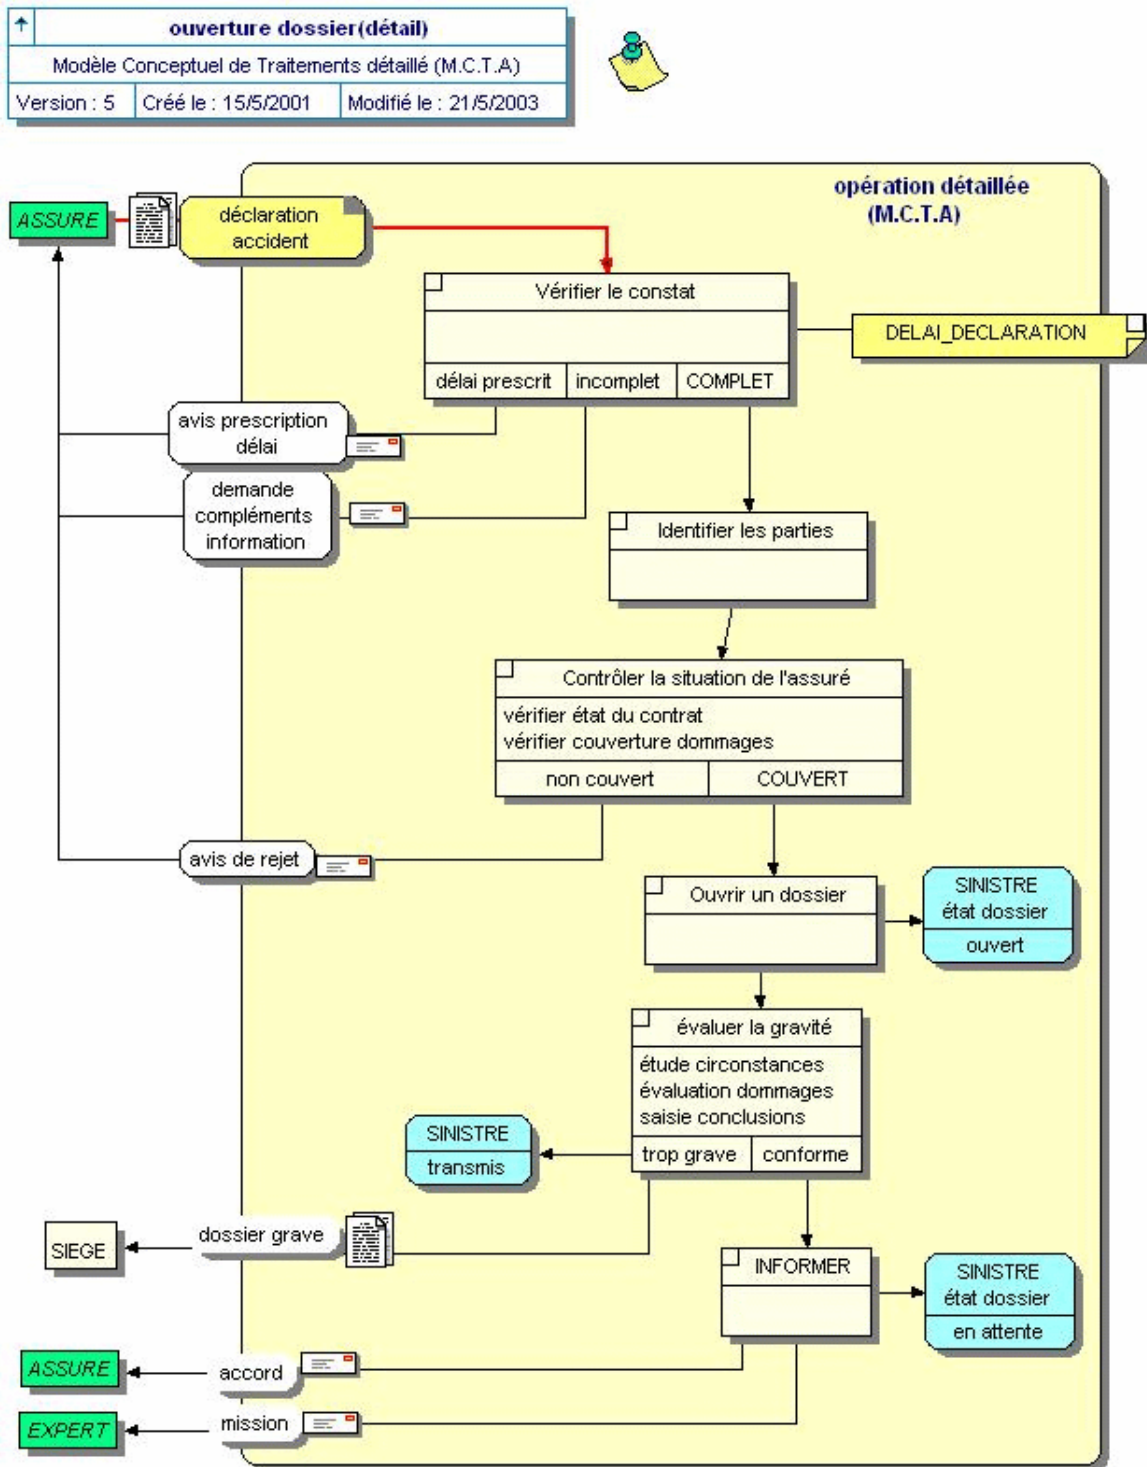 ouverture dossier(détail)
Modèle Conceptuel de Traitements détaillé (M.C.T.A)
Version : 5
Créé le : 15/5/2001
Modifié le : 21/5/2003
opération détaillée
(M.C.T.A)
ASSURE
déclaration
accident
Vérifier le constat
DELAI_DECLARATION
délai prescrit
incomplet
COMPLET
avis prescription
délai
demande
compléments
information
Identifier les parties
Contrôler la situation de l'assuré
vérifier état du contrat
vérifier couverture dommages
non couvert
COUVERT
avis de rejet
Ouvrir un dossier
SINISTRE
état dossier
ouvert
évaluer la gravité
étude circonstances
évaluation dommages
saisie conclusions
trop grave
conforme
SINISTRE
transmis
dossier grave
SIEGE
INFORMER
SINISTRE
état dossier
en attente
ASSURE
accord
EXPERT
mission